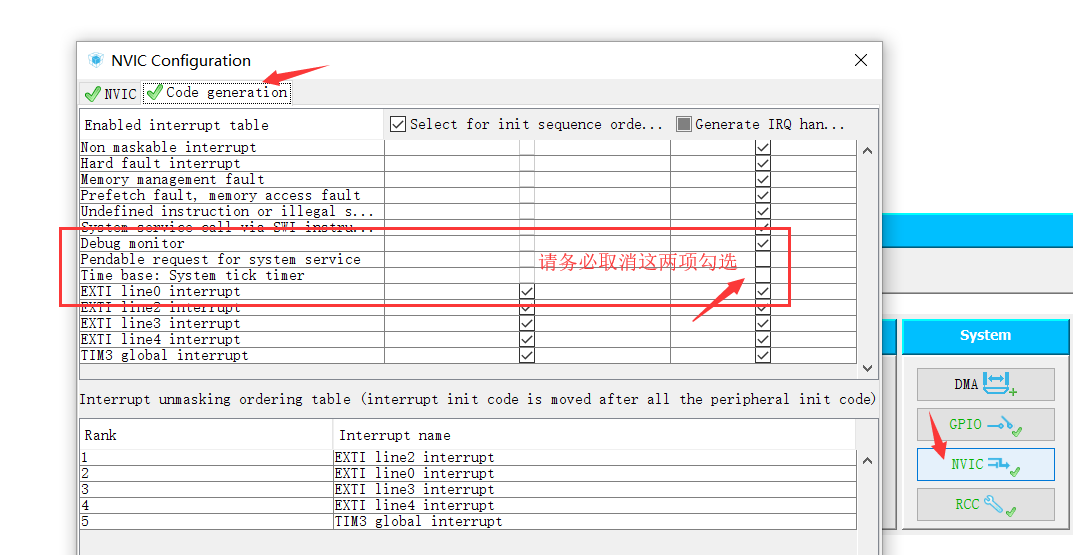 NVIC Configuration
NVIC
Code generation
Enabled interrupt table
Select for init sequence orde...
Generate IRQ han...
Non maskable interrupt
Hard fault interrupt
Memory management fault
Prefetch fault, memory access fault
Undefined instruction or illegal s...
System service call via SWI instru...
Debug monitor
Pendable request for system service
请务必取消这两项勾选
Time base: System tick timer
EXTI line0 interrupt
EXTI line2 interrupt
EXTI line3 interrupt
EXTI line4 interrupt
TIM3 global interrupt
Interrupt unmasking ordering table (interrupt init code is moved after all the peripheral init code)
Rank
Interrupt name
1
EXTI line2 interrupt
2
EXTI line0 interrupt
3
EXTI line3 interrupt
4
EXTI line4 interrupt
5
TIM3 global interrupt
System
DMA
GPIO
NVIC
RCC